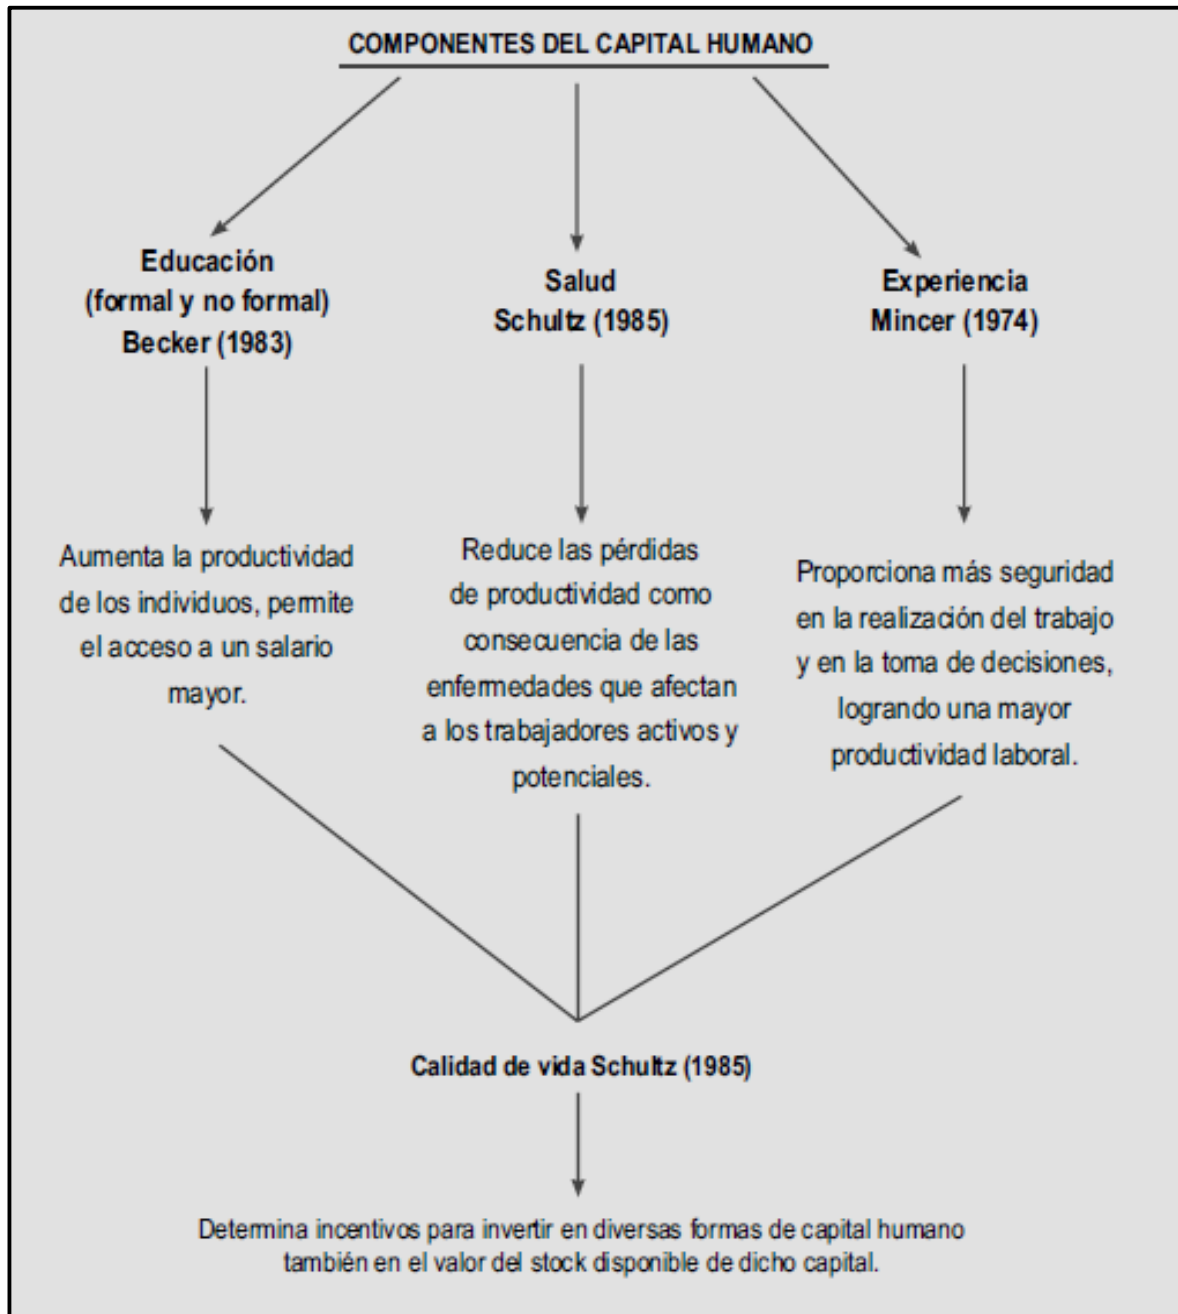 COMPONENTES DEL CAPITAL HUMANO
Educación
(formal y no formal)
Becker (1983)
Salud
Schultz (1985)
Experiencia
Mincer (1974)
Aumenta la productividad
de los individuos, permite
el acceso a un salario
mayor.
Reduce las pérdidas
de productividad como
consecuencia de las
enfermedades que afectan
a los trabajadores activos y
potenciales.
Proporciona más seguridad
en la realización del trabajo
y en la toma de decisiones,
logrando una mayor
productividad laboral.
Calidad de vida Schultz (1985)
Determina incentivos para invertir en diversas formas de capital humano
también en el valor del stock disponible de dicho capital.